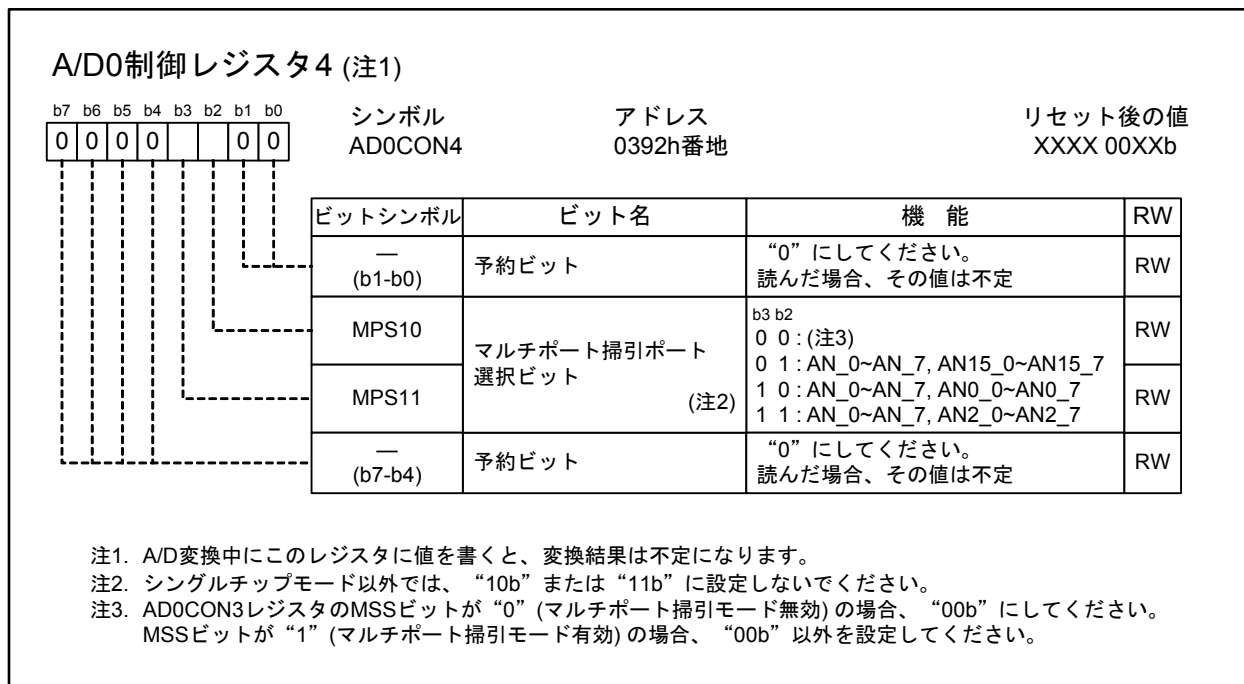 A/D0制御レジスタ4 (注1)
b7 b6 b5 b4 b3 b2 b1 b0
0 0 0 0 0 0
シンボル アドレス リセット後の値
AD0CON4 0392h番地 XXXX 00XXb
ビットシンボル ビット名 機 能 RW
—
(b1-b0)
予約ビット
“0”にしてください。
読んだ場合、その値は不定
RW
MPS10
MPS11
マルチポート掃引ポート
選択ビット
(注2)
b3 b2
0 0 : (注3)
0 1 : AN_0~AN_7, AN15_0~AN15_7
1 0 : AN_0~AN_7, AN0_0~AN0_7
1 1 : AN_0~AN_7, AN2_0~AN2_7
RW
RW
—
(b7-b4)
予約ビット
“0”にしてください。
読んだ場合、その値は不定
RW
注1. A/D変換中にこのレジスタに値を書くと、変換結果は不定になります。
注2. シングルチップモード以外では、“10b”または“11b”に設定しないでください。
注3. AD0CON3レジスタのMSSビットが“0”(マルチポート掃引モード無効) の場合、“00b”にしてください。
MSSビットが“1”(マルチポート掃引モード有効) の場合、“00b”以外を設定してください。